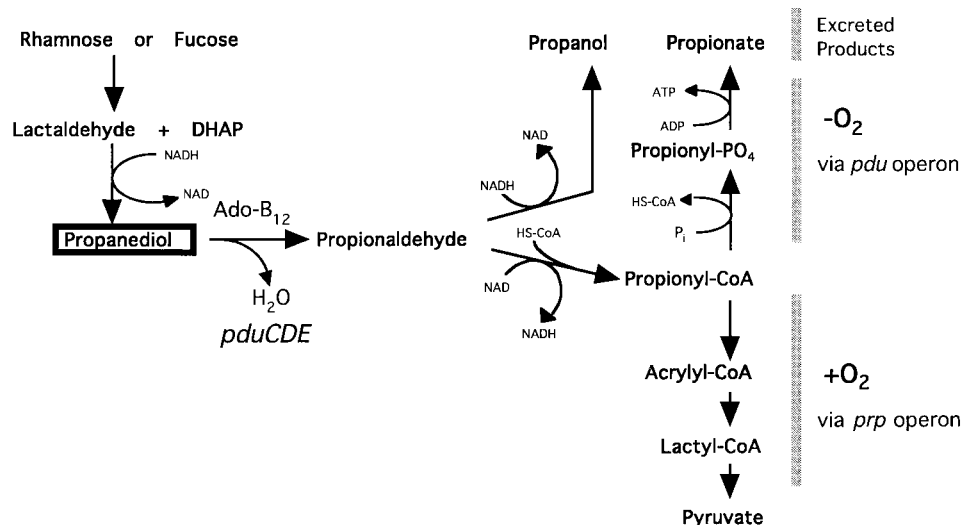 Rhamnose or Fucose
Lactaldehyde + DHAP
NADH
NAD
Propanediol
Ado-B12
H2O
pduCDE
Propionaldehyde
NADH
NAD
Propanol
HS-CoA
NAD
NADH
Propionate
ATP
ADP
Propionyl-PO4
HS-CoA
Pi
Propionyl-CoA
Acrylyl-CoA
Lactyl-CoA
Pyruvate
Excreted
Products
-O2
via pdu operon
+O2
via prp operon